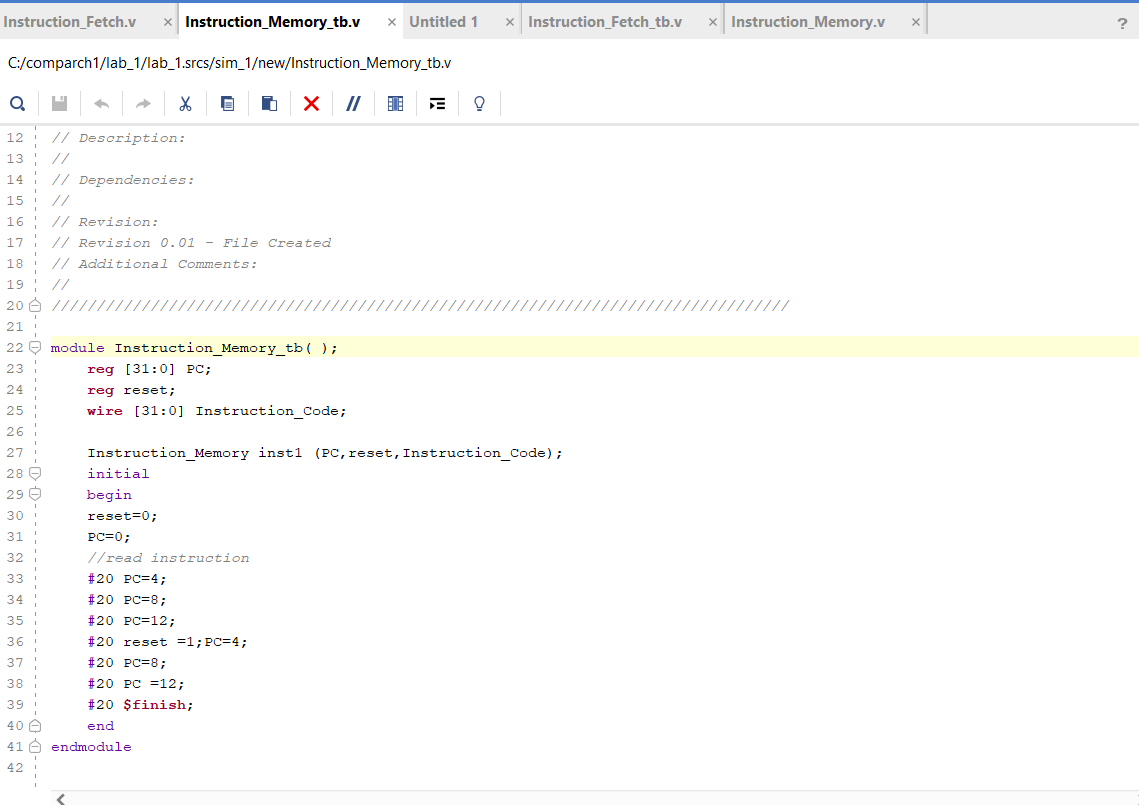 Instruction_Fetch.v × Instruction_Memory_tb.v × Untitled 1 × Instruction_Fetch_tb.v × Instruction_Memory.v × ?
C:/comparch1/lab_1/lab_1.srcs/sim_1/new/Instruction_Memory_tb.v
12 // Description:
13 //
14 // Dependencies:
15 //
16 // Revision:
17 // Revision 0.01 - File Created
18 // Additional Comments:
19 //
20 //////////////////////////////////////////////////////////////////////////////////
21
22 module Instruction_Memory_tb( );
23 reg [31:0] PC;
24 reg reset;
25 wire [31:0] Instruction_Code;
26
27 Instruction_Memory inst1 (PC,reset,Instruction_Code);
28 initial
29 begin
30 reset=0;
31 PC=0;
32 //read instruction
33 #20 PC=4;
34 #20 PC=8;
35 #20 PC=12;
36 #20 reset =1;PC=4;
37 #20 PC=8;
38 #20 PC =12;
39 #20 $finish;
40 end
41 endmodule
42